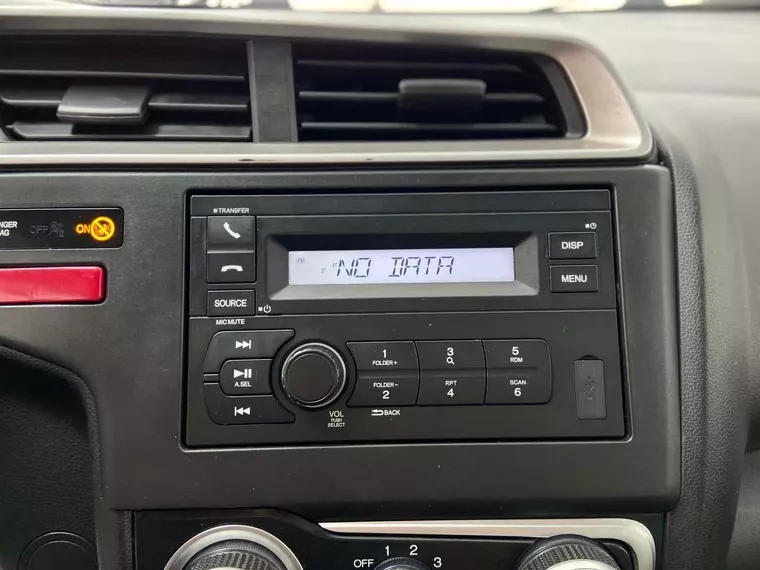 TRANSFER
NGER
AG
OFF
ON
DISP
NO DATA
MENU
SOURCE
MIC MUTE
1
FOLDER+
3
5
RDM
A.SEL
FOLDER-
2
RPT
4
SCAN
6
VOL
PUSH
SELECT
BACK
OFF
1
2
3